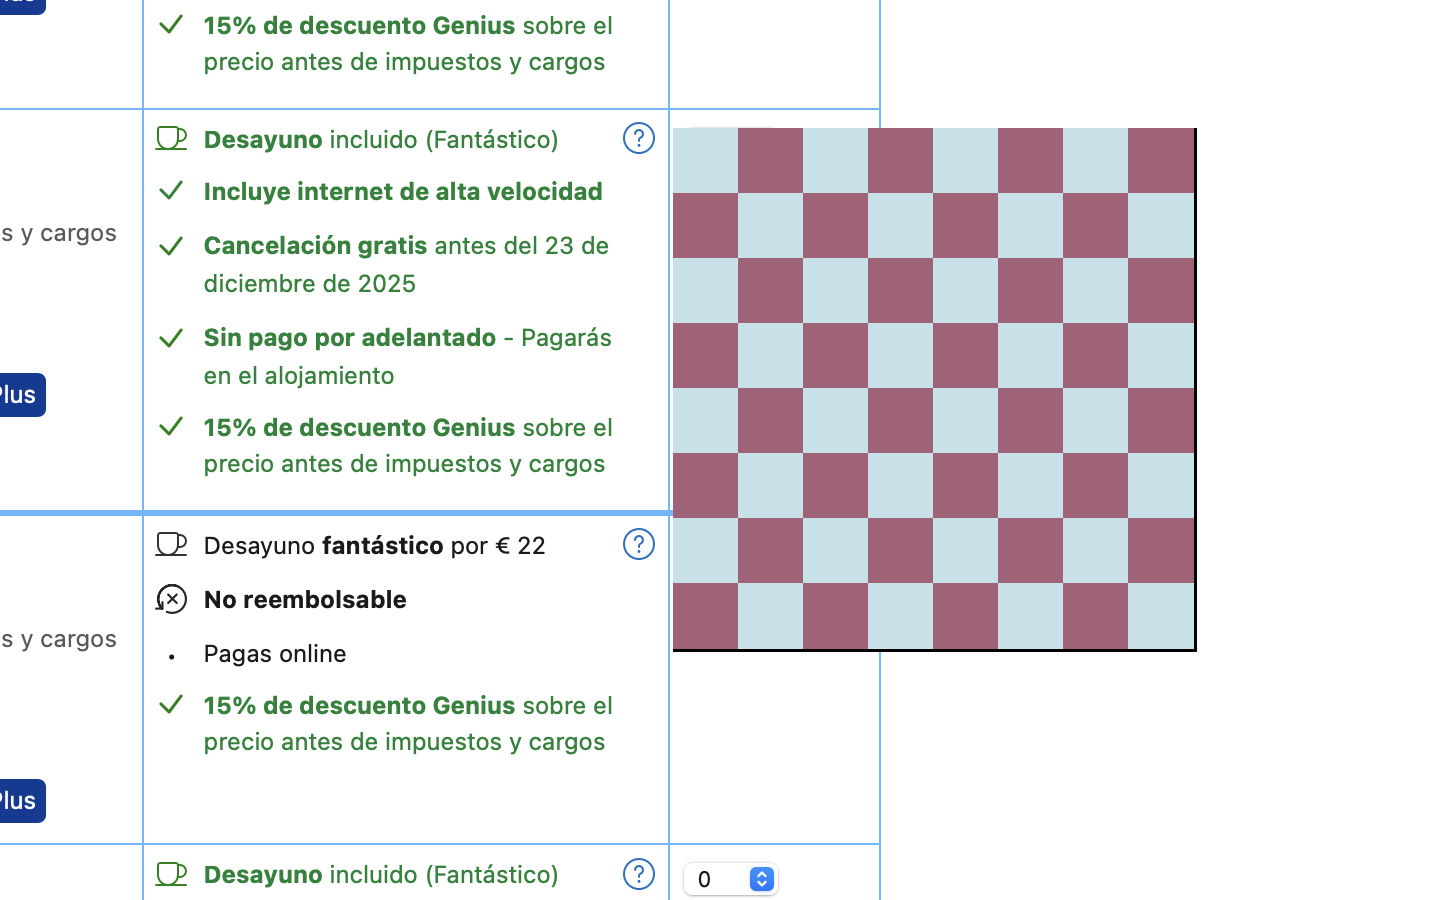 15% de descuento Genius sobre el
precio antes de impuestos y cargos
Desayuno incluido (Fantástico)
Incluye internet de alta velocidad
s y cargos
Cancelación gratis antes del 23 de
diciembre de 2025
Sin pago por adelantado - Pagarás
en el alojamiento
Plus
15% de descuento Genius sobre el
precio antes de impuestos y cargos
Desayuno fantástico por € 22
No reembolsable
s y cargos
Pagas online
15% de descuento Genius sobre el
precio antes de impuestos y cargos
Plus
Desayuno incluido (Fantástico)
0